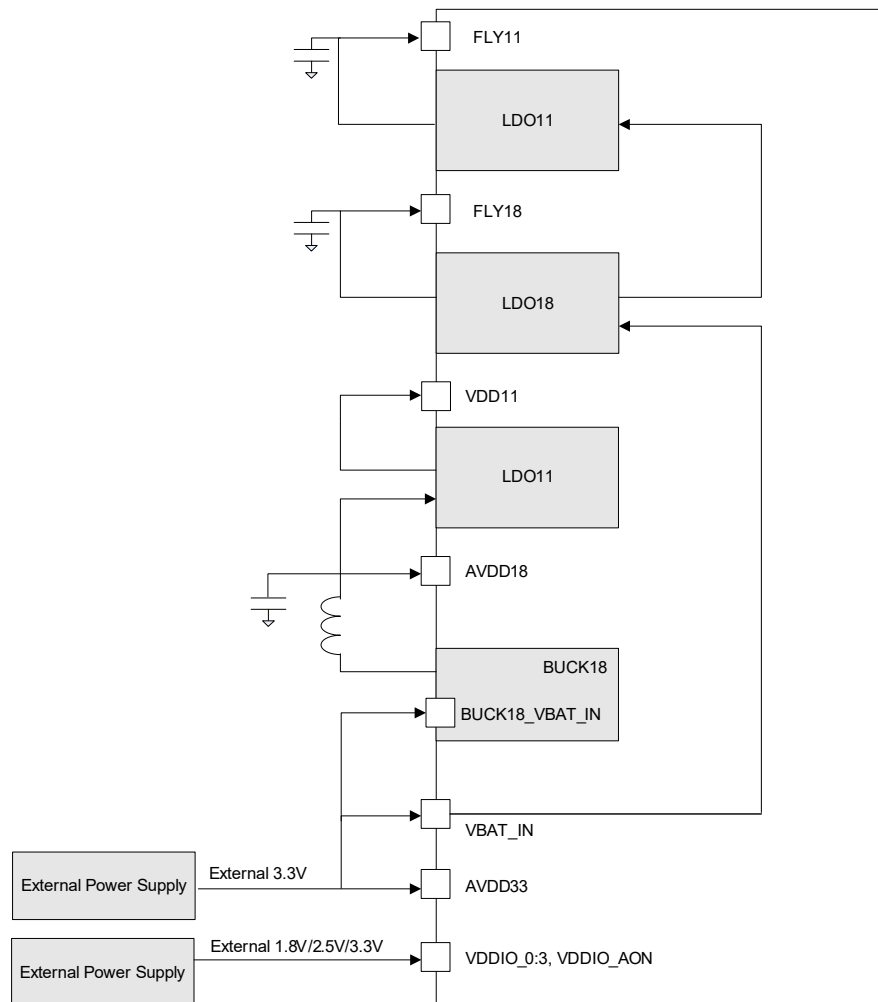 FLY11
LDO11
FLY18
LDO18
VDD11
LDO11
AVDD18
BUCK18
BUCK18_VBAT_IN
VBAT_IN
External Power Supply
External 3.3V
AVDD33
External Power Supply
External 1.8V/2.5V/3.3V
VDDIO_0:3, VDDIO_AON